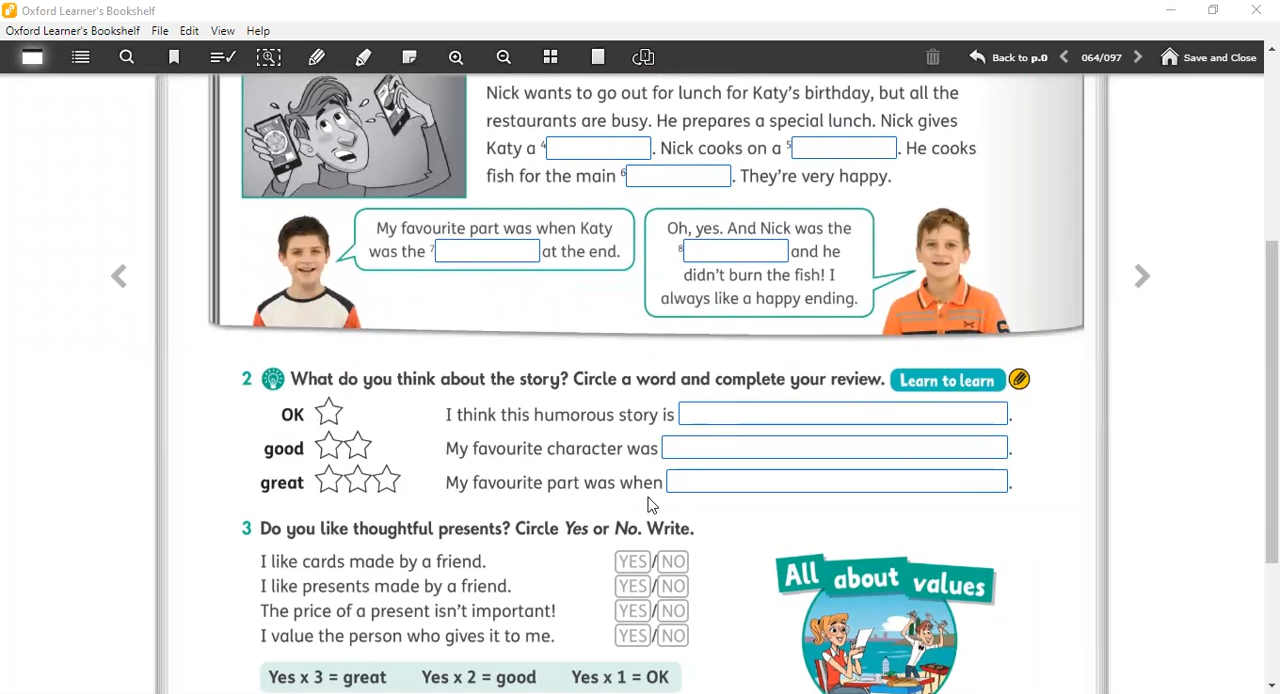 Oxford Learner's Bookshelf
Oxford Learner's Bookshelf File Edit View Help
Back to p.0 064/097 Save and Close
Nick wants to go out for lunch for Katy's birthday, but all the
restaurants are busy. He prepares a special lunch. Nick gives
Katy a 4 . Nick cooks on a 5 . He cooks
fish for the main 6 . They're very happy.
My favourite part was when Katy
was the 7 at the end.
Oh, yes. And Nick was the
8 and he
didn't burn the fish! I
always like a happy ending.
2 What do you think about the story? Circle a word and complete your review. Learn to learn
OK I think this humorous story is .
good My favourite character was .
great My favourite part was when .
3 Do you like thoughtful presents? Circle Yes or No. Write.
I like cards made by a friend. YES/NO
I like presents made by a friend. YES/NO
The price of a present isn't important! YES/NO
I value the person who gives it to me. YES/NO
Yes x 3 = great Yes x 2 = good Yes x 1 = OK
All about values